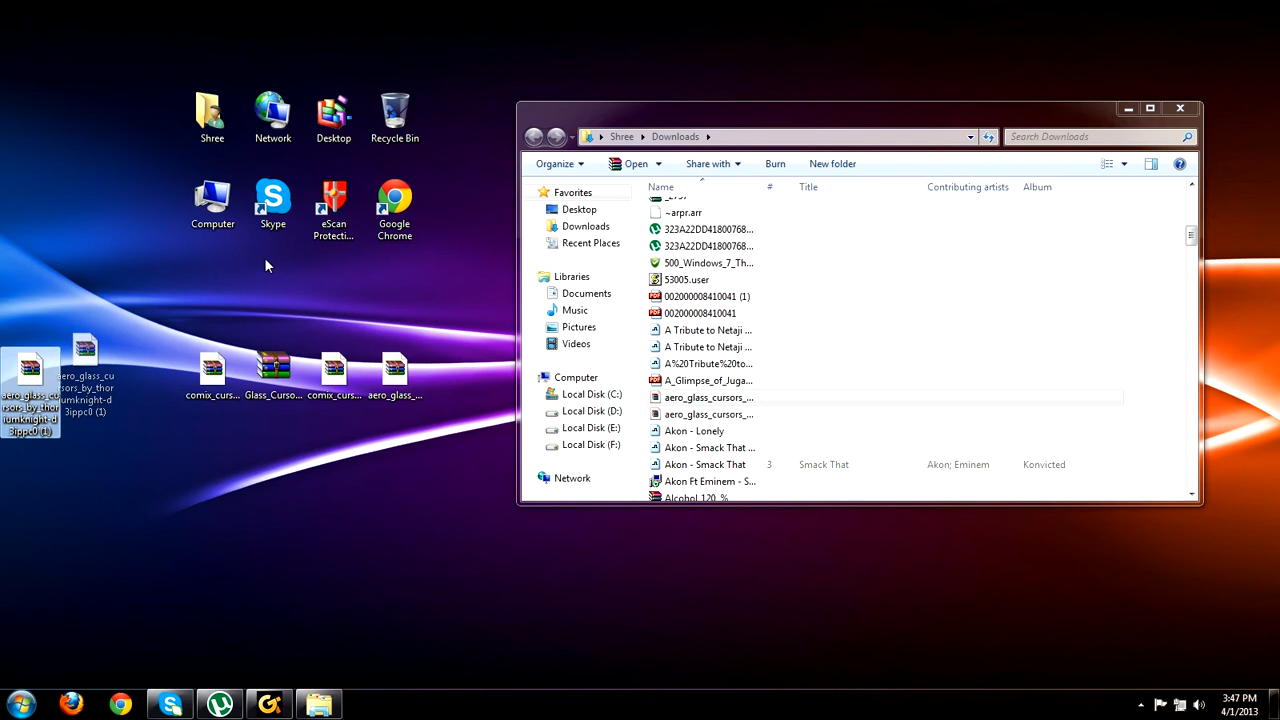 Shree
Network
Desktop
Recycle Bin
Computer
Skype
eScan
Protecti...
Google
Chrome
aero_glass_cu
rsors_by_thor
iumknight-d
3ippc0 (1)
aero_glass_cu
rsors_by_thor
iumknight-d
3ippc0 (1)
comix_curs...
Glass_Curso...
comix_curs...
aero_glass_...
Shree
Downloads
Search Downloads
Organize
Open
Share with
Burn
New folder
Name
#
Title
Contributing artists
Album
Favorites
Desktop
Downloads
Recent Places
Libraries
Documents
Music
Pictures
Videos
Computer
Local Disk (C:)
Local Disk (D:)
Local Disk (E:)
Local Disk (F:)
Network
~arpr.arr
323A22DD41800768...
323A22DD41800768...
500_Windows_7_Th...
53005.user
002000008410041 (1)
002000008410041
A Tribute to Netaji ...
A Tribute to Netaji ...
A%20Tribute%20to...
A_Glimpse_of_Juga...
aero_glass_cursors_...
aero_glass_cursors_...
Akon - Lonely
Akon - Smack That ...
Akon - Smack That 3 Smack That Akon; Eminem Konvicted
Akon Ft Eminem - S...
Alcohol 120_%
3:47 PM
4/1/2013